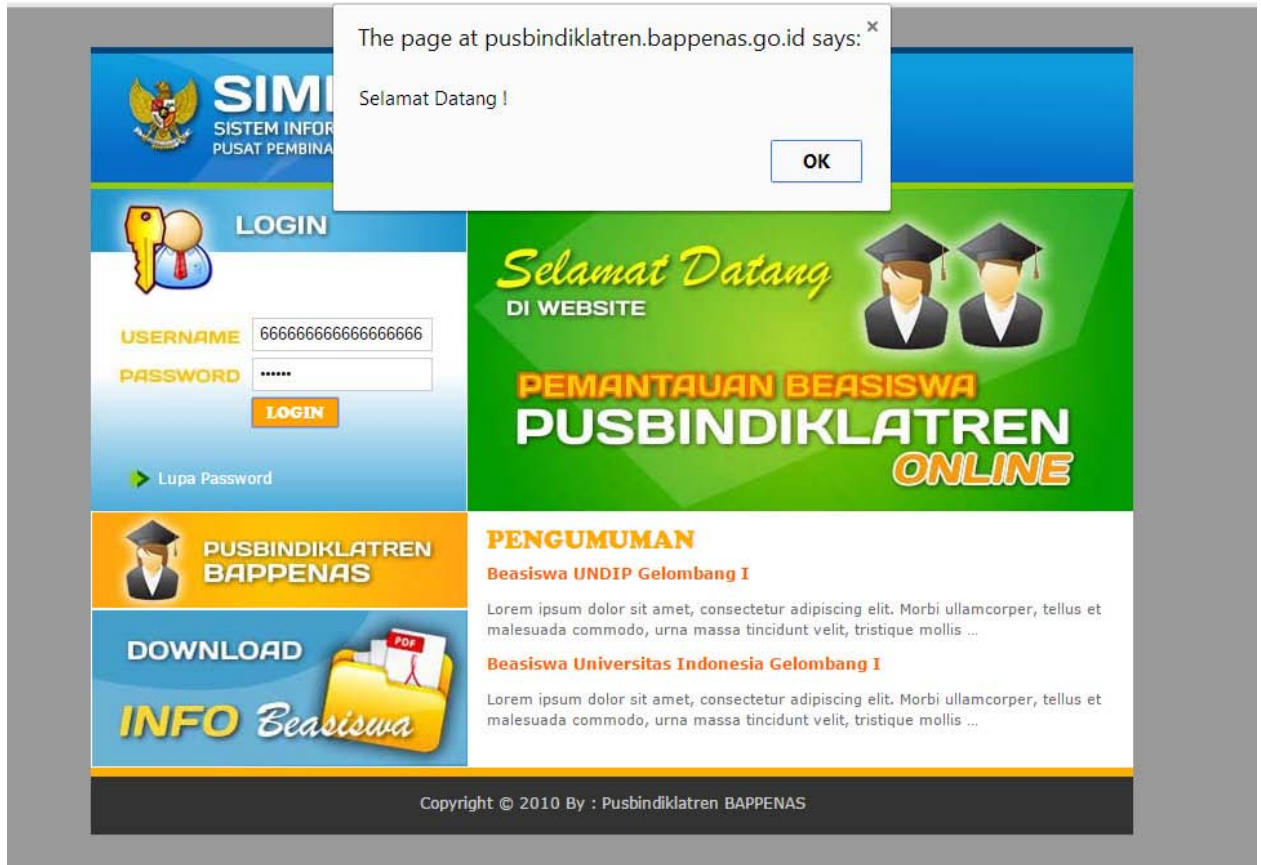 The page at pusbindiklatren.bappenas.go.id says:
×
Selamat Datang !
OK
SIM
SISTEM INFOR
PUSAT PEMBINA
LOGIN
USERNAME 666666666666666666
PASSWORD ••••••
LOGIN
Lupa Password
Selamat Datang
DI WEBSITE
PEMANTAUAN BEASISWA
PUSBINDIKLATREN
ONLINE
PUSBINDIKLATREN
BAPPENAS
DOWNLOAD
PDF
INFO Beasiswa
PENGUMUMAN
Beasiswa UNDIP Gelombang I
Lorem ipsum dolor sit amet, consectetur adipiscing elit. Morbi ullamcorper, tellus et
malesuada commodo, urna massa tincidunt velit, tristique mollis ...
Beasiswa Universitas Indonesia Gelombang I
Lorem ipsum dolor sit amet, consectetur adipiscing elit. Morbi ullamcorper, tellus et
malesuada commodo, urna massa tincidunt velit, tristique mollis ...
Copyright © 2010 By : Pusbindiklatren BAPPENAS